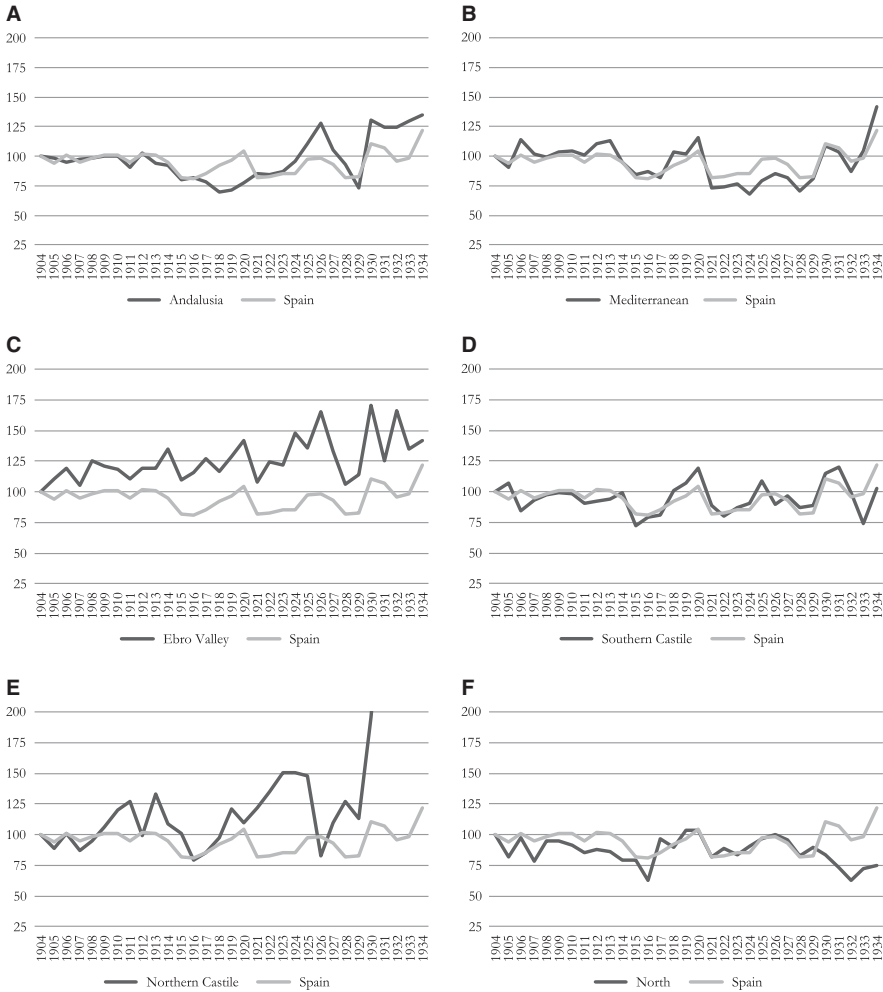 A
200
175
150
125
100
75
50
25
1904 1905 1906 1907 1908 1909 1910 1911 1912 1913 1914 1915 1916 1917 1918 1919 1920 1921 1922 1923 1924 1925 1926 1927 1928 1929 1930 1931 1932 1933 1934
Andalusia Spain
B
200
175
150
125
100
75
50
25
1904 1905 1906 1907 1908 1909 1910 1911 1912 1913 1914 1915 1916 1917 1918 1919 1920 1921 1922 1923 1924 1925 1926 1927 1928 1929 1930 1931 1932 1933 1934
Mediterranean Spain
C
200
175
150
125
100
75
50
25
1904 1905 1906 1907 1908 1909 1910 1911 1912 1913 1914 1915 1916 1917 1918 1919 1920 1921 1922 1923 1924 1925 1926 1927 1928 1929 1930 1931 1932 1933 1934
Ebro Valley Spain
D
200
175
150
125
100
75
50
25
1904 1905 1906 1907 1908 1909 1910 1911 1912 1913 1914 1915 1916 1917 1918 1919 1920 1921 1922 1923 1924 1925 1926 1927 1928 1929 1930 1931 1932 1933 1934
Southern Castile Spain
E
200
175
150
125
100
75
50
25
1904 1905 1906 1907 1908 1909 1910 1911 1912 1913 1914 1915 1916 1917 1918 1919 1920 1921 1922 1923 1924 1925 1926 1927 1928 1929 1930 1931 1932 1933 1934
Northern Castile Spain
F
200
175
150
125
100
75
50
25
1904 1905 1906 1907 1908 1909 1910 1911 1912 1913 1914 1915 1916 1917 1918 1919 1920 1921 1922 1923 1924 1925 1926 1927 1928 1929 1930 1931 1932 1933 1934
North Spain